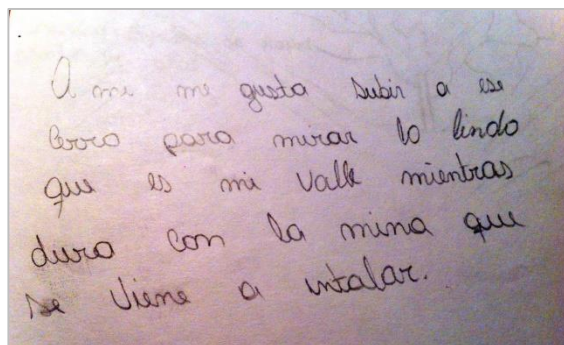 A mi me gusta subir a ese
cerro para mirar lo lindo
que es mi valle mientras
dura con la mina que
se viene a intalar.